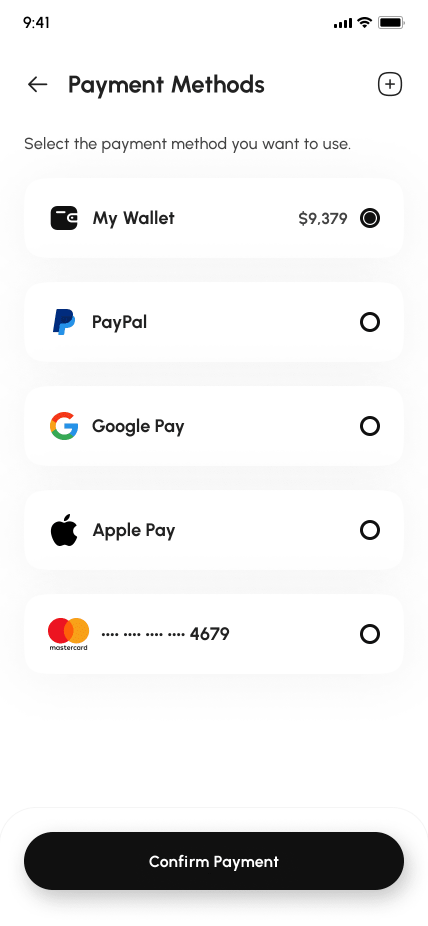 9:41
Payment Methods
Select the payment method you want to use.
My Wallet $9,379
PayPal
Google Pay
Apple Pay
mastercard
•••• •••• •••• •••• 4679
Confirm Payment